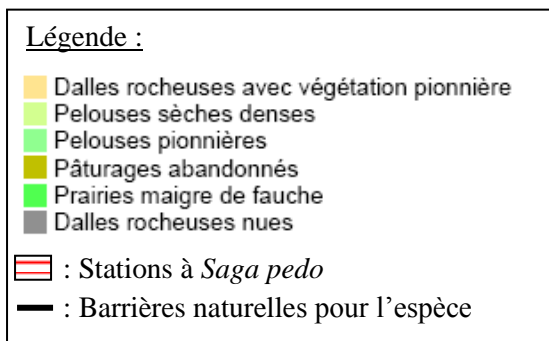 Légende :
Dalles rocheuses avec végétation pionnière
Pelouses sèches denses
Pelouses pionnières
Pâturages abandonnés
Prairies maigre de fauche
Dalles rocheuses nues
: Stations à Saga pedo
: Barrières naturelles pour l’espèce